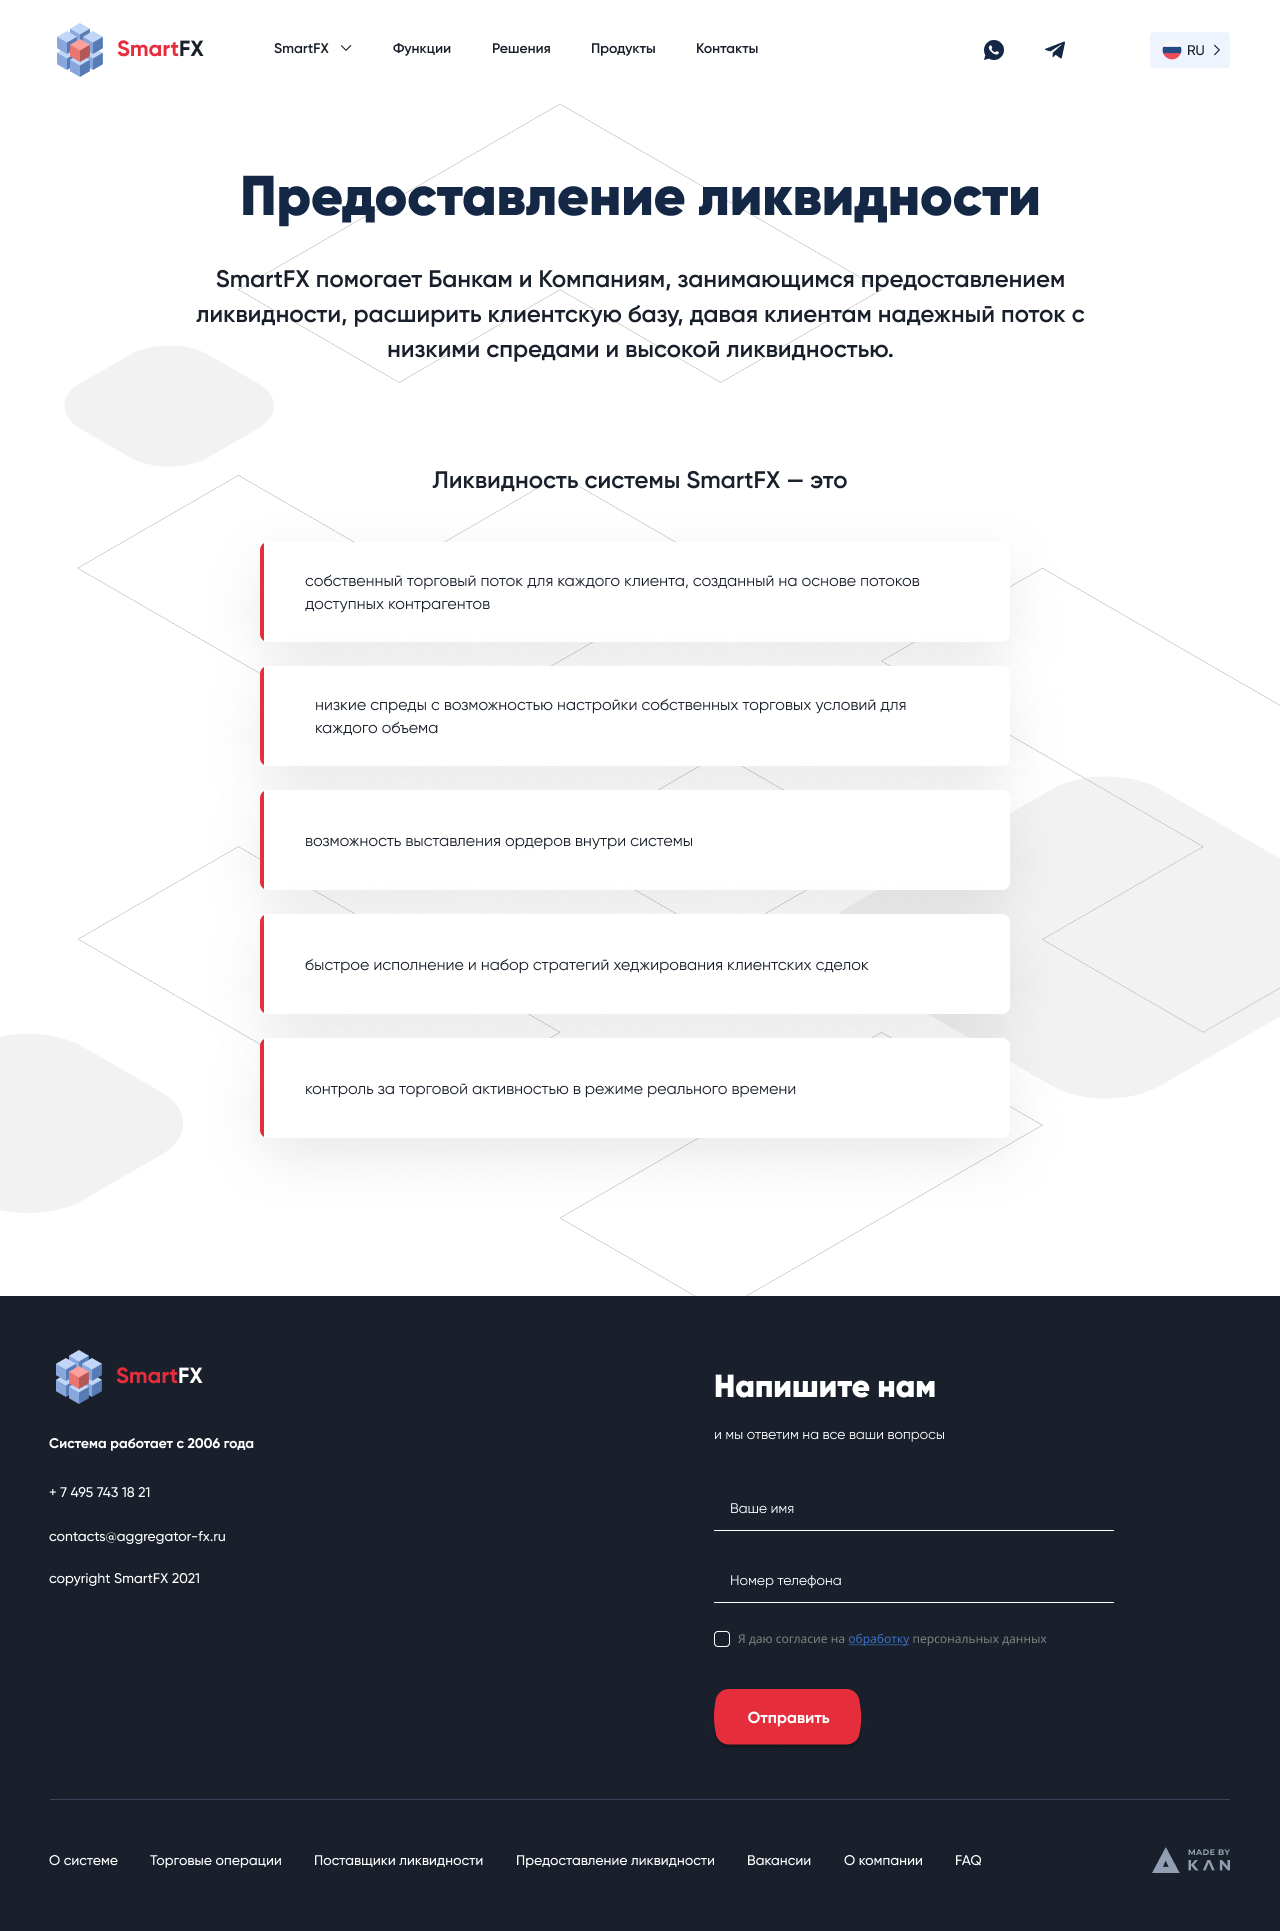 SmartFX
SmartFX
Функции
Решения
Продукты
Контакты
RU
Предоставление ликвидности
SmartFX помогает Банкам и Компаниям, занимающимся предоставлением
ликвидности, расширить клиентскую базу, давая клиентам надежный поток с
низкими спредами и высокой ликвидностью.
Ликвидность системы SmartFX — это
собственный торговый поток для каждого клиента, созданный на основе потоков
доступных контрагентов
низкие спреды с возможностью настройки собственных торговых условий для
каждого объема
возможность выставления ордеров внутри системы
быстрое исполнение и набор стратегий хеджирования клиентских сделок
контроль за торговой активностью в режиме реального времени
SmartFX
Система работает с 2006 года
+ 7 495 743 18 21
contacts@aggregator-fx.ru
copyright SmartFX 2021
Напишите нам
и мы ответим на все ваши вопросы
Ваше имя
Номер телефона
Я даю согласие на обработку персональных данных
Отправить
О системе
Торговые операции
Поставщики ликвидности
Предоставление ликвидности
Вакансии
О компании
FAQ
MADE BY
KAN